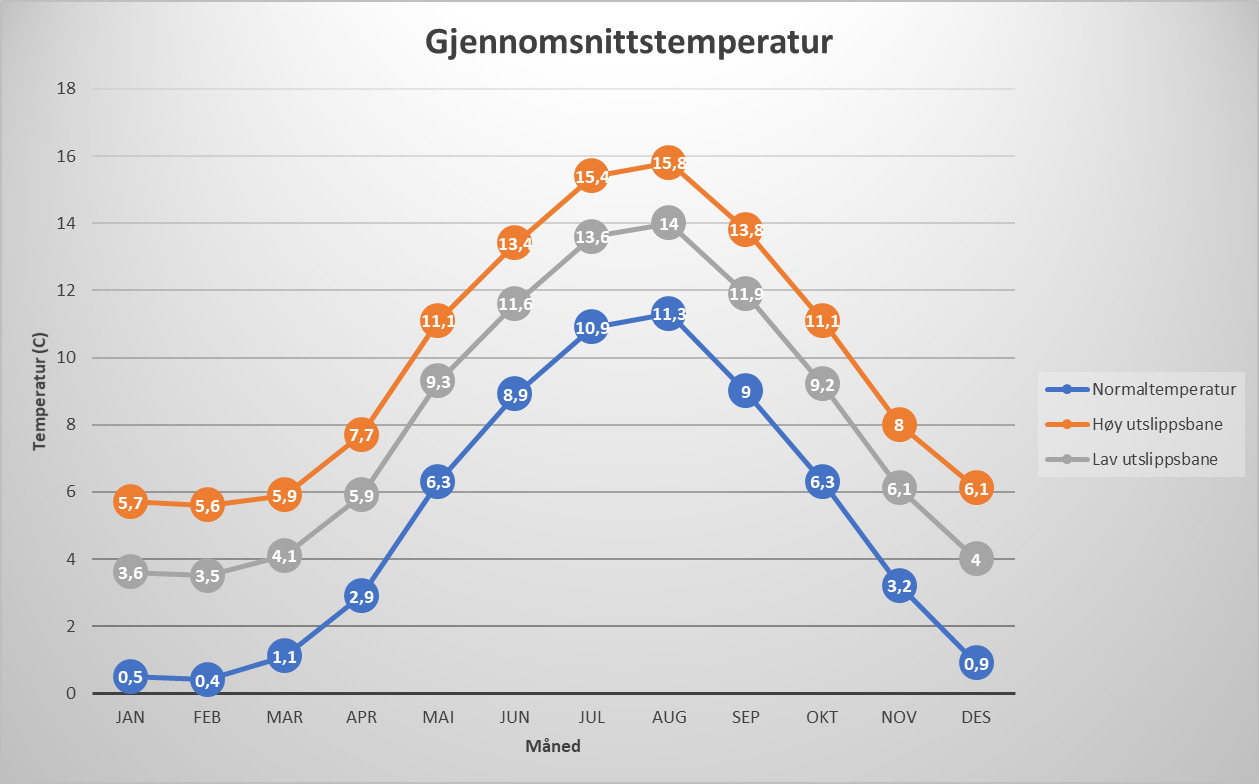 Gjennomsnittstemperatur
18
16
14
12
10
8
6
4
2
0
Temperatur (C)
5,7 5,6 5,9 7,7 11,1 13,4 15,4 15,8 13,8 11,1 8 6,1
3,6 3,5 4,1 5,9 9,3 11,6 13,6 14 11,9 9,2 6,1 4
0,5 0,4 1,1 2,9 6,3 8,9 10,9 11,3 9 6,3 3,2 0,9
JAN FEB MAR APR MAI JUN JUL AUG SEP OKT NOV DES
Måned
Normaltemperatur
Høy utslippsbane
Lav utslippsbane